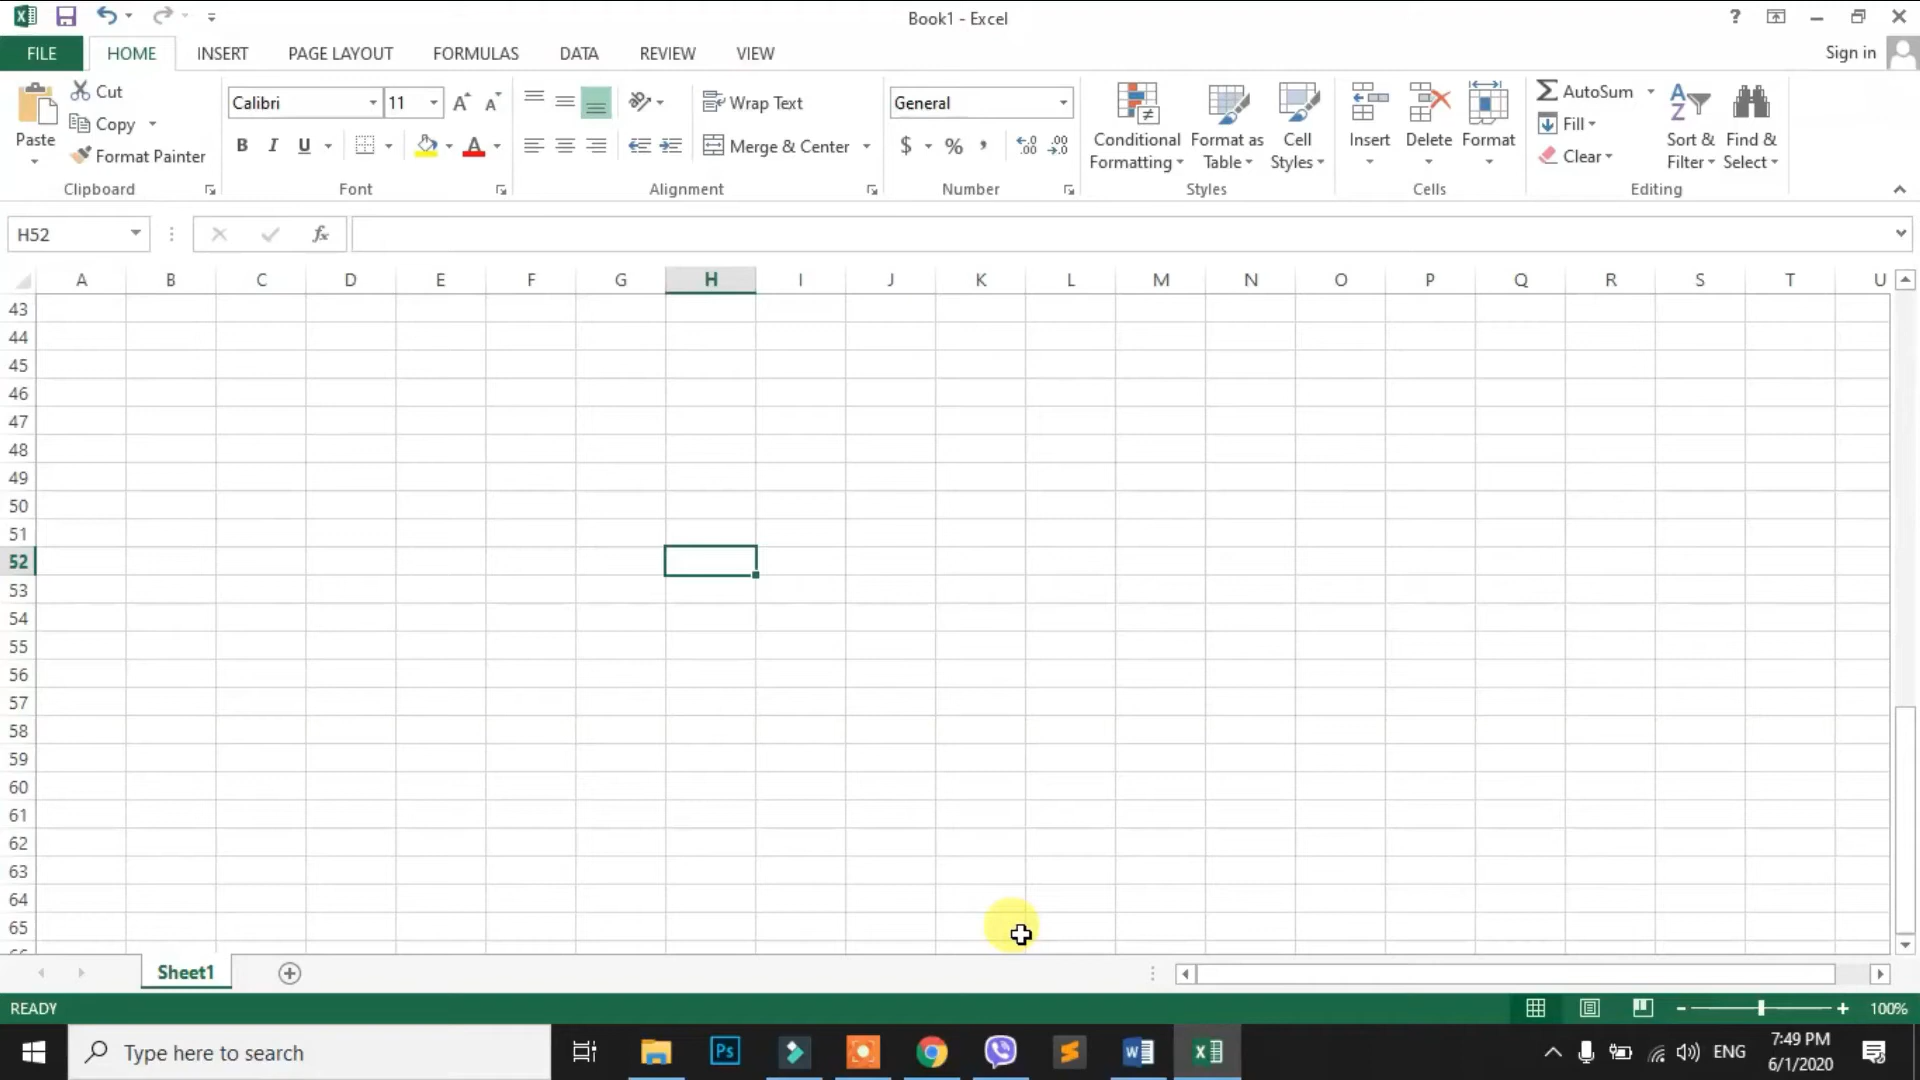 Book1 - Excel
?
FILE HOME INSERT PAGE LAYOUT FORMULAS DATA REVIEW VIEW Sign in
Paste
Cut
Copy
Format Painter
Clipboard
Calibri 11
B I U A
Font
Wrap Text
Merge & Center
Alignment
General
$ % ,
Number
Conditional Formatting
Format as Table
Cell Styles
Styles
Insert Delete Format
Cells
AutoSum
Fill
Clear
Sort & Filter
Find & Select
Editing
H52 fx
A B C D E F G H I J K L M N O P Q R S T U
43
44
45
46
47
48
49
50
51
52
53
54
55
56
57
58
59
60
61
62
63
64
65
Sheet1
READY 100%
Type here to search
Ps
ENG
7:49 PM
6/1/2020